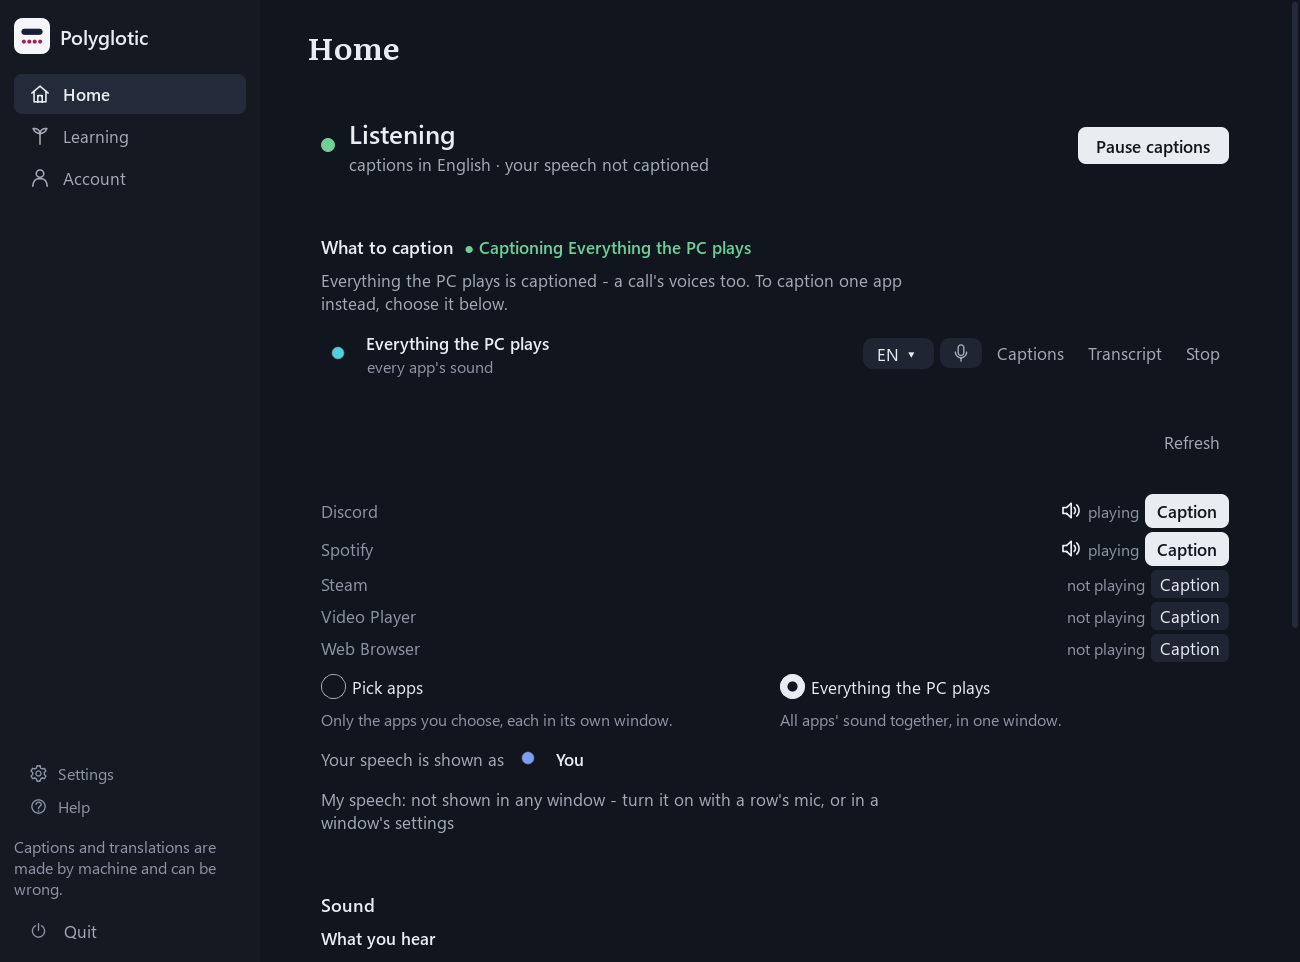 Polyglotic
Home
Learning
Account
Settings
Help
Captions and translations are
made by machine and can be
wrong.
Quit
Home
Listening
captions in English · your speech not captioned
Pause captions
What to caption ● Captioning Everything the PC plays
Everything the PC plays is captioned - a call's voices too. To caption one app
instead, choose it below.
Everything the PC plays
every app's sound
EN ▾ Captions Transcript Stop
Refresh
Discord playing Caption
Spotify playing Caption
Steam not playing Caption
Video Player not playing Caption
Web Browser not playing Caption
Pick apps
Only the apps you choose, each in its own window.
Everything the PC plays
All apps' sound together, in one window.
Your speech is shown as You
My speech: not shown in any window - turn it on with a row's mic, or in a
window's settings
Sound
What you hear